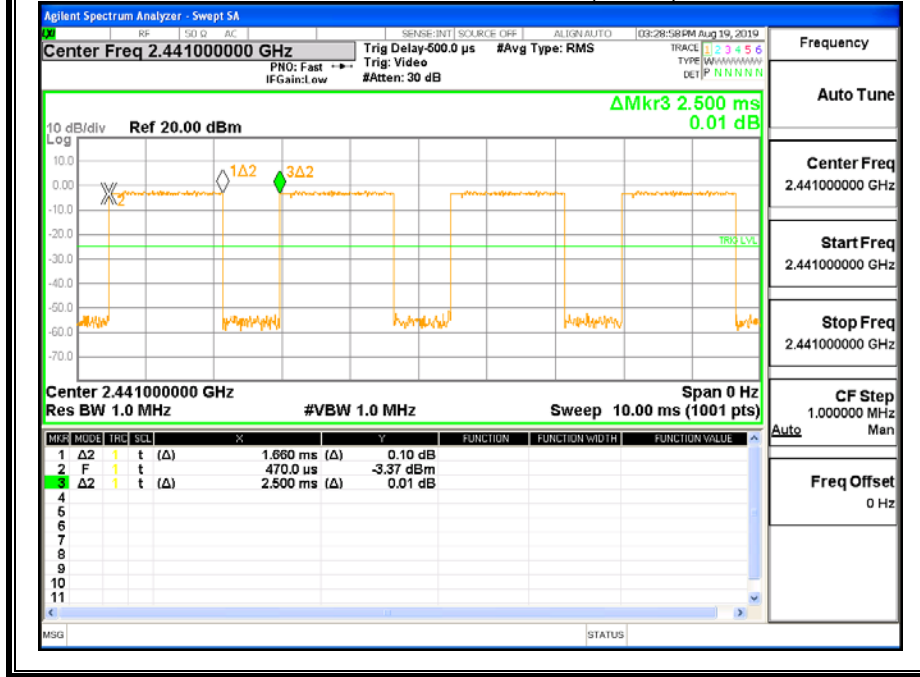 Agilent Spectrum Analyzer - Swept SA
LXI RF 50 Ω AC SENSE:INT SOURCE OFF ALIGN AUTO 03:28:58 PM Aug 19, 2019
Center Freq 2.441000000 GHz
PNO: Fast
IFGain:Low
Trig Delay-500.0 µs
Trig: Video
#Atten: 30 dB
#Avg Type: RMS
TRACE 1 2 3 4 5 6
TYPE W
DET P N N N N N
ΔMkr3 2.500 ms
0.01 dB
10 dB/div Ref 20.00 dBm
Log
10.0
0.00
-10.0
-20.0
-30.0
-40.0
-50.0
-60.0
-70.0
2
1Δ2
3Δ2
TRIG LVL
Center 2.441000000 GHz Span 0 Hz
Res BW 1.0 MHz #VBW 1.0 MHz Sweep 10.00 ms (1001 pts)
MKR MODE TRC SCL X Y FUNCTION FUNCTION WIDTH FUNCTION VALUE
1 Δ2 1 t (Δ) 1.660 ms (Δ) 0.10 dB
2 F 1 t 470.0 µs -3.37 dBm
3 Δ2 1 t (Δ) 2.500 ms (Δ) 0.01 dB
4
5
6
7
8
9
10
11
MSG STATUS
Frequency
Auto Tune
Center Freq
2.441000000 GHz
Start Freq
2.441000000 GHz
Stop Freq
2.441000000 GHz
CF Step
1.000000 MHz
Auto Man
Freq Offset
0 Hz